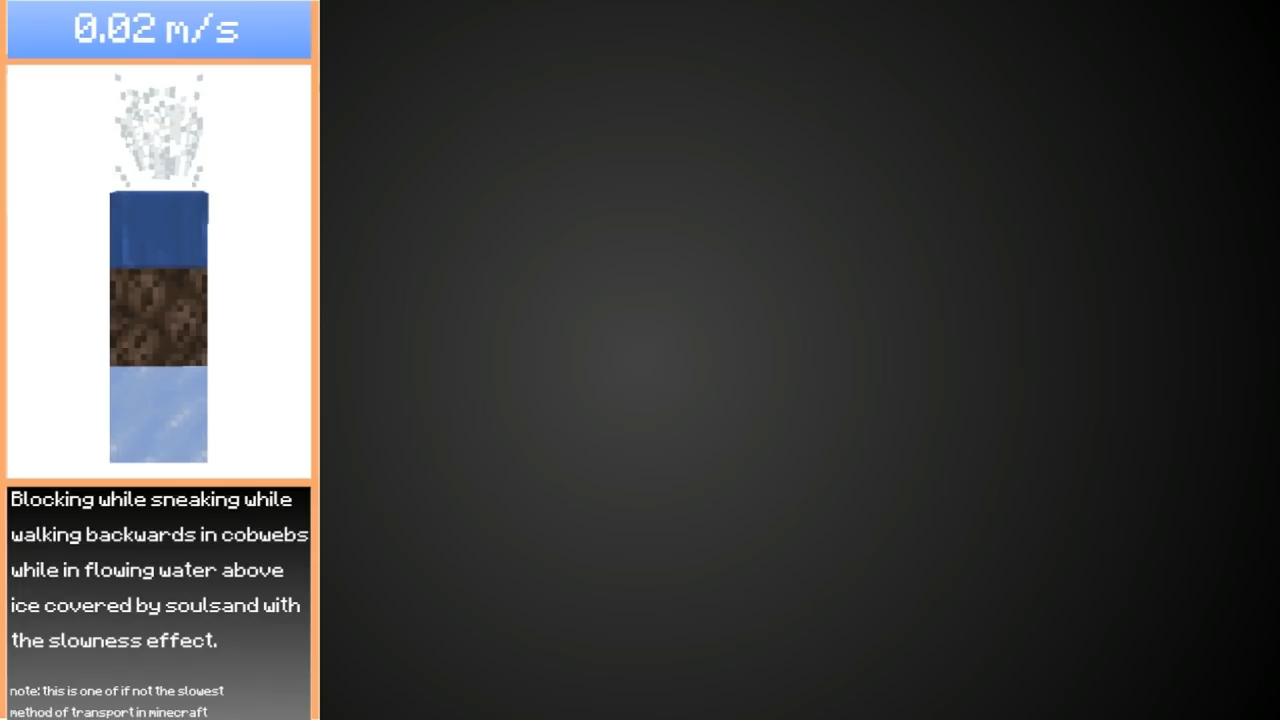 0.02 m/s
Blocking while sneaking while
walking backwards in cobwebs
while in flowing water above
ice covered by soulsand with
the slowness effect.
note: this is one of if not the slowest
method of transport in minecraft